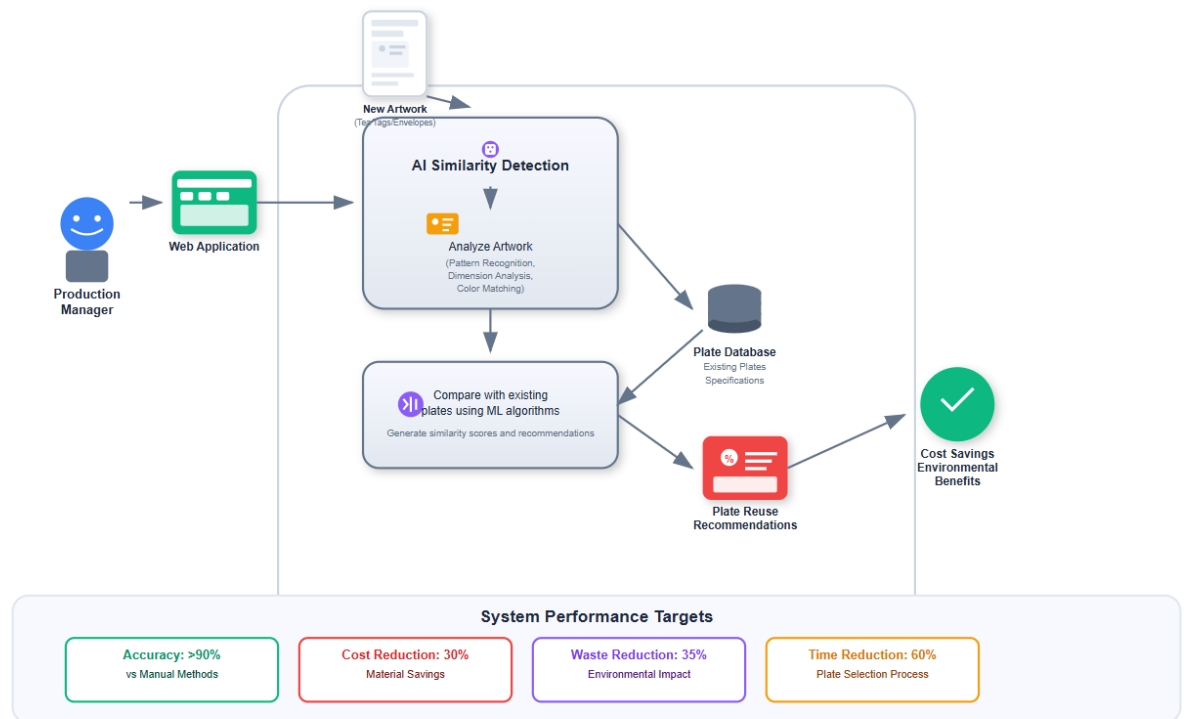 New Artwork
(Tea Tags/Envelopes)
AI Similarity Detection
Analyze Artwork
(Pattern Recognition,
Dimension Analysis,
Color Matching)
Web Application
Production
Manager
Plate Database
Existing Plates
Specifications
Compare with existing
plates using ML algorithms
Generate similarity scores and recommendations
%
Plate Reuse
Recommendations
Cost Savings
Environmental
Benefits
System Performance Targets
Accuracy: >90%
vs Manual Methods
Cost Reduction: 30%
Material Savings
Waste Reduction: 35%
Environmental Impact
Time Reduction: 60%
Plate Selection Process